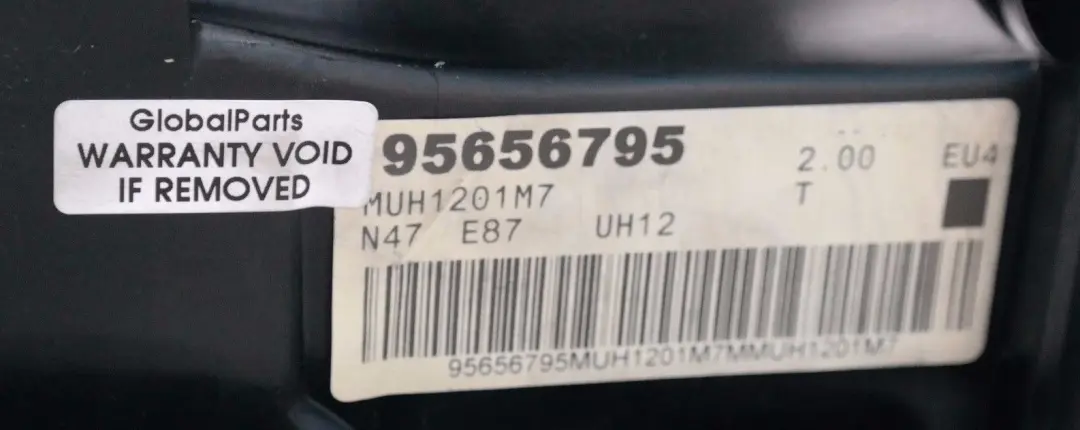 GlobalParts
WARRANTY VOID
IF REMOVED
95656795 2.00 EU4
MUH1201M7 T
N47 E87 UH12
95656795MUH1201M7MMUH1201M7